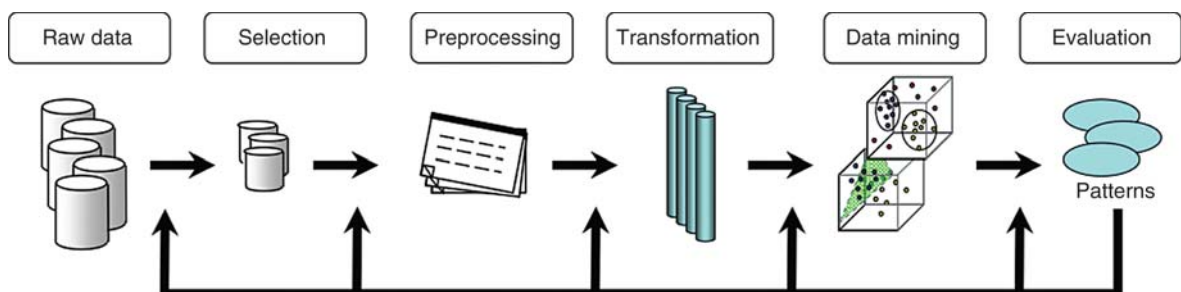 Raw data
Selection
Preprocessing
Transformation
Data mining
Evaluation
Patterns